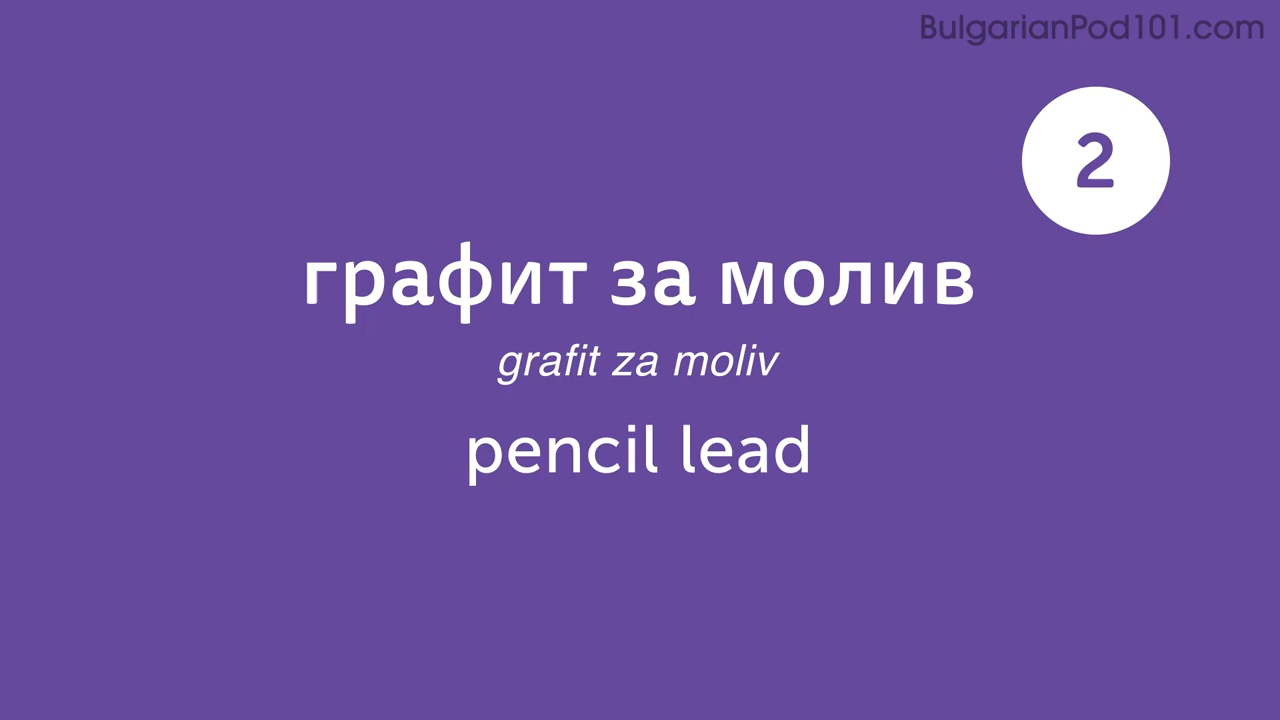 BulgarianPod101.com
2
графит за молив
grafit za moliv
pencil lead